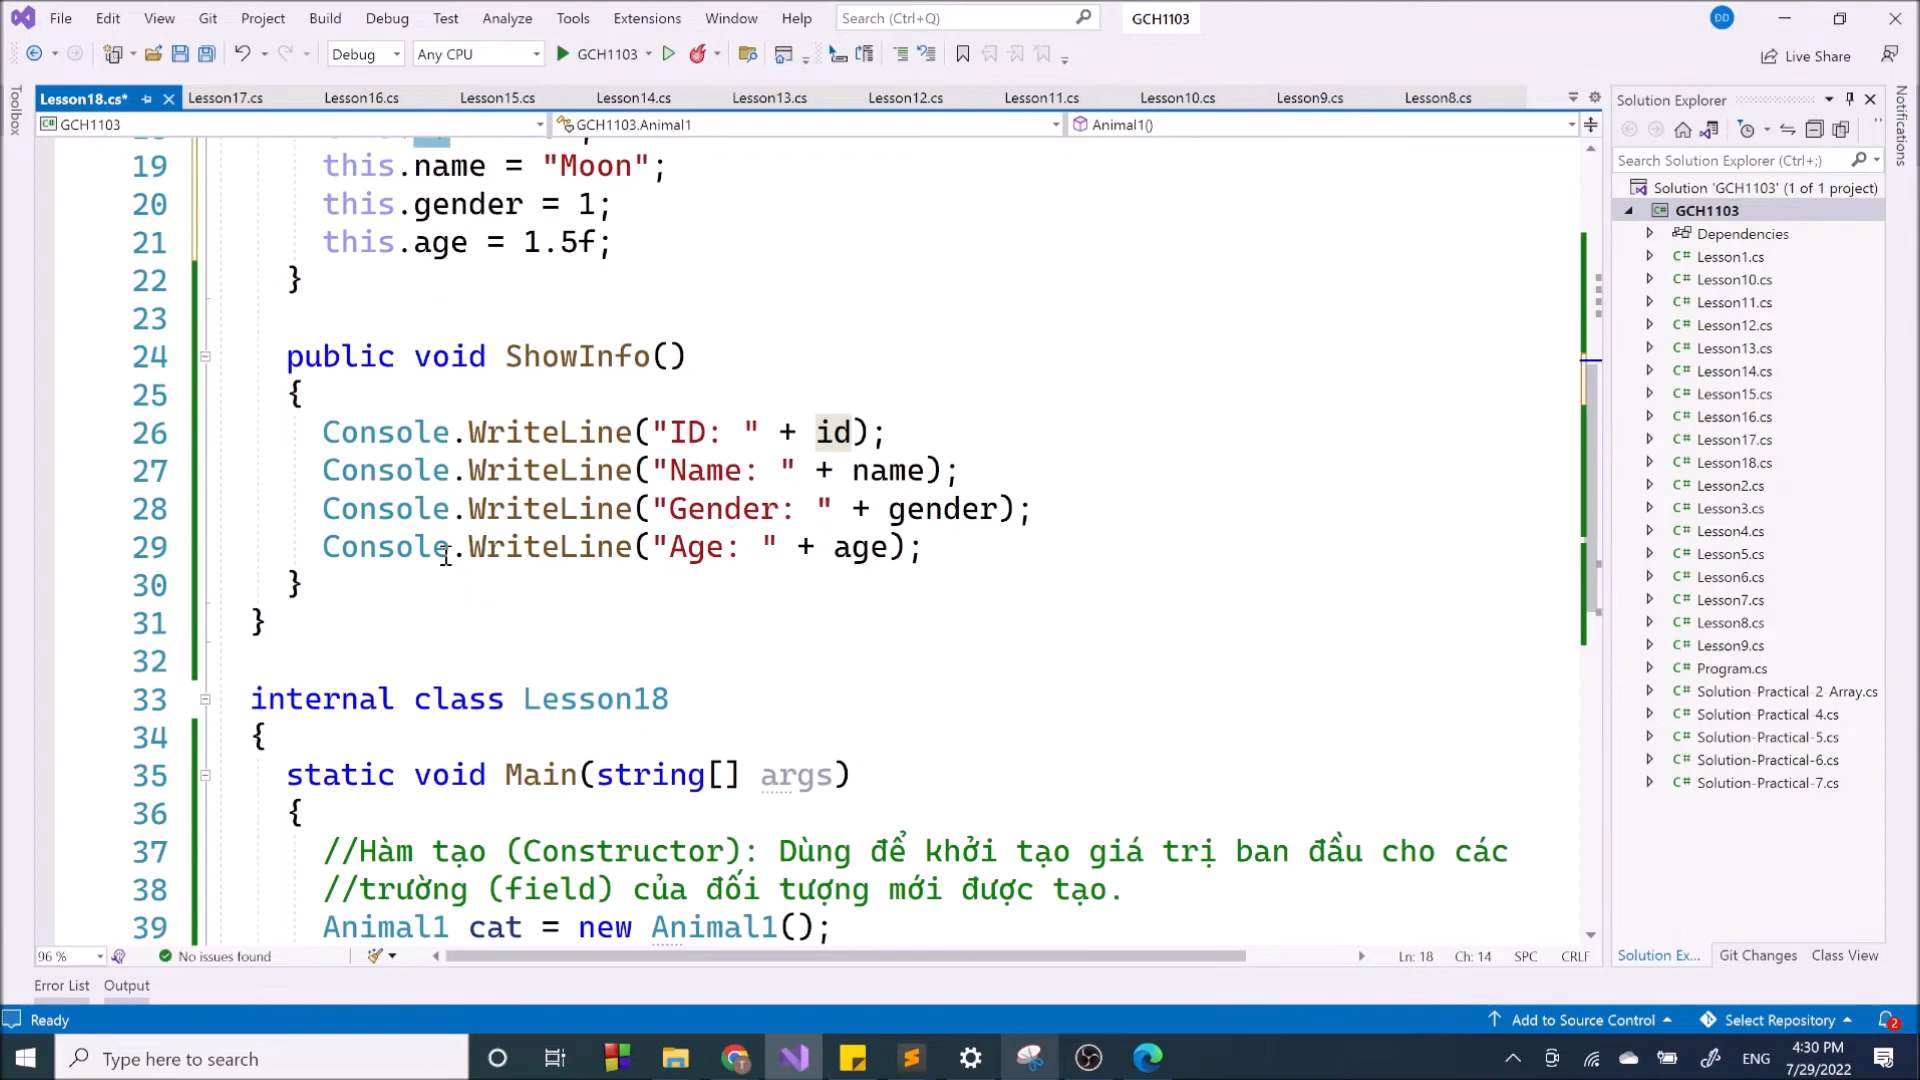 File Edit View Git Project Build Debug Test Analyze Tools Extensions Window Help Search (Ctrl+Q) GCH1103 ĐD
Debug Any CPU GCH1103 Live Share
Toolbox
Lesson18.cs* Lesson17.cs Lesson16.cs Lesson15.cs Lesson14.cs Lesson13.cs Lesson12.cs Lesson11.cs Lesson10.cs Lesson9.cs Lesson8.cs
GCH1103 GCH1103.Animal1 Animal1()
19 this.name = "Moon";
20 this.gender = 1;
21 this.age = 1.5f;
22 }
23
24 public void ShowInfo()
25 {
26 Console.WriteLine("ID: " + id);
27 Console.WriteLine("Name: " + name);
28 Console.WriteLine("Gender: " + gender);
29 Console.WriteLine("Age: " + age);
30 }
31 }
32
33 internal class Lesson18
34 {
35 static void Main(string[] args)
36 {
37 //Hàm tạo (Constructor): Dùng để khởi tạo giá trị ban đầu cho các
38 //trường (field) của đối tượng mới được tạo.
39 Animal1 cat = new Animal1();
96 % No issues found Ln: 18 Ch: 14 SPC CRLF
Error List Output
Solution Explorer
Search Solution Explorer (Ctrl+;)
Solution 'GCH1103' (1 of 1 project)
GCH1103
Dependencies
C# Lesson1.cs
C# Lesson10.cs
C# Lesson11.cs
C# Lesson12.cs
C# Lesson13.cs
C# Lesson14.cs
C# Lesson15.cs
C# Lesson16.cs
C# Lesson17.cs
C# Lesson18.cs
C# Lesson2.cs
C# Lesson3.cs
C# Lesson4.cs
C# Lesson5.cs
C# Lesson6.cs
C# Lesson7.cs
C# Lesson8.cs
C# Lesson9.cs
C# Program.cs
C# Solution-Practical-2 Array.cs
C# Solution Practical-4.cs
C# Solution-Practical-5.cs
C# Solution-Practical-6.cs
C# Solution-Practical-7.cs
Solution Ex... Git Changes Class View
Notifications
Ready Add to Source Control Select Repository 2
Type here to search ENG 4:30 PM
7/29/2022